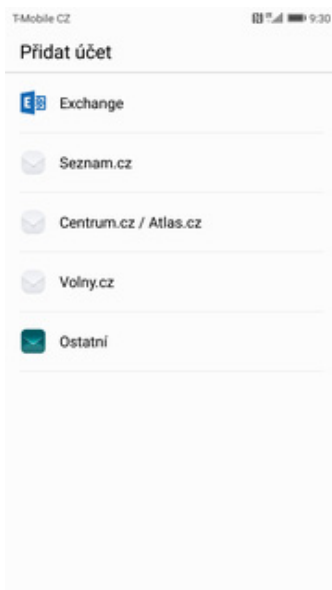 T-Mobile CZ 9:30
Přidat účet
Exchange
Seznam.cz
Centrum.cz / Atlas.cz
Volny.cz
Ostatní